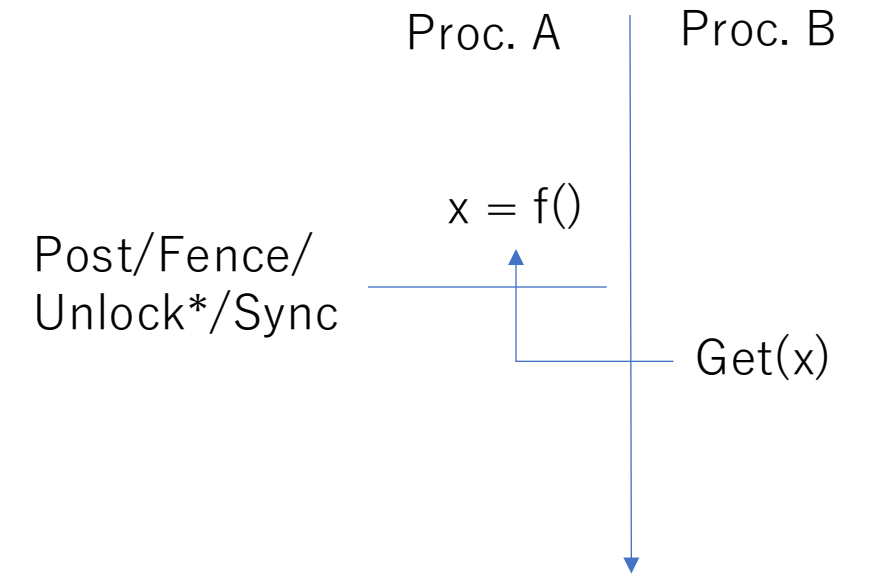 Proc. A
Proc. B
x = f()
Post/Fence/
Unlock*/Sync
Get(x)